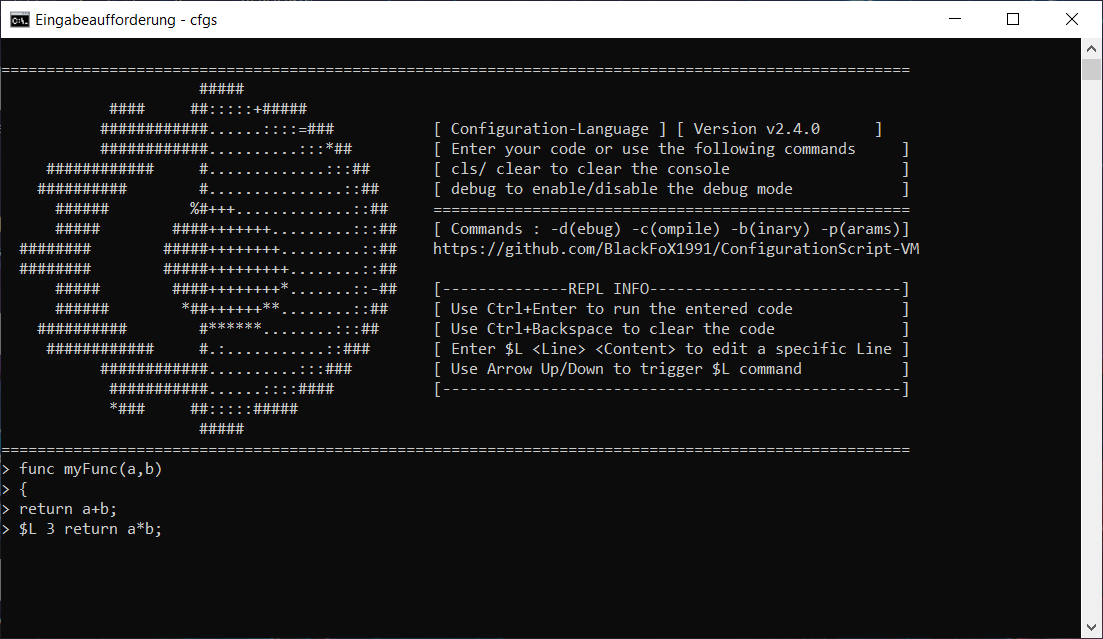 Eingabeaufforderung - cfgs
[ Configuration-Language ] [ Version v2.4.0      ]
[ Enter your code or use the following commands     ]
[ cls/ clear to clear the console                   ]
[ debug to enable/disable the debug mode            ]
[ Commands : -d(ebug) -c(ompile) -b(inary) -p(arams)]
https://github.com/BlackFoX1991/ConfigurationScript-VM
[--------------REPL INFO----------------------------]
[ Use Ctrl+Enter to run the entered code            ]
[ Use Ctrl+Backspace to clear the code              ]
[ Enter $L <Line> <Content> to edit a specific Line ]
[ Use Arrow Up/Down to trigger $L command           ]
> func myFunc(a,b)
> {
> return a+b;
> $L 3 return a*b;